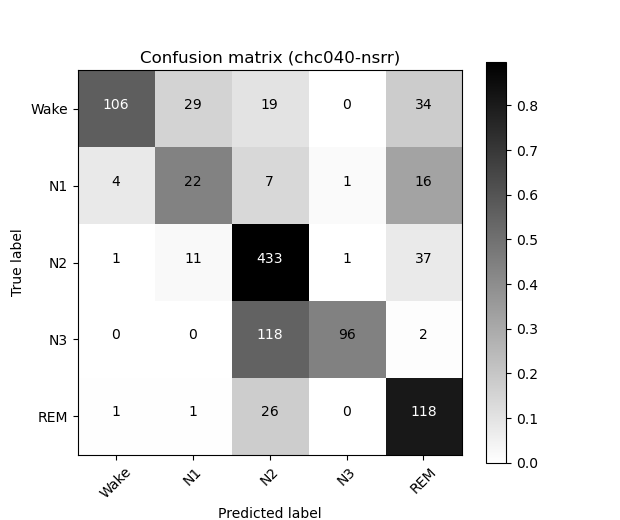 Confusion matrix (chc040-nsrr)
Wake 106 29 19 0 34
N1 4 22 7 1 16
N2 1 11 433 1 37
N3 0 0 118 96 2
REM 1 1 26 0 118
Wake N1 N2 N3 REM
True label
Predicted label
0.8
0.7
0.6
0.5
0.4
0.3
0.2
0.1
0.0